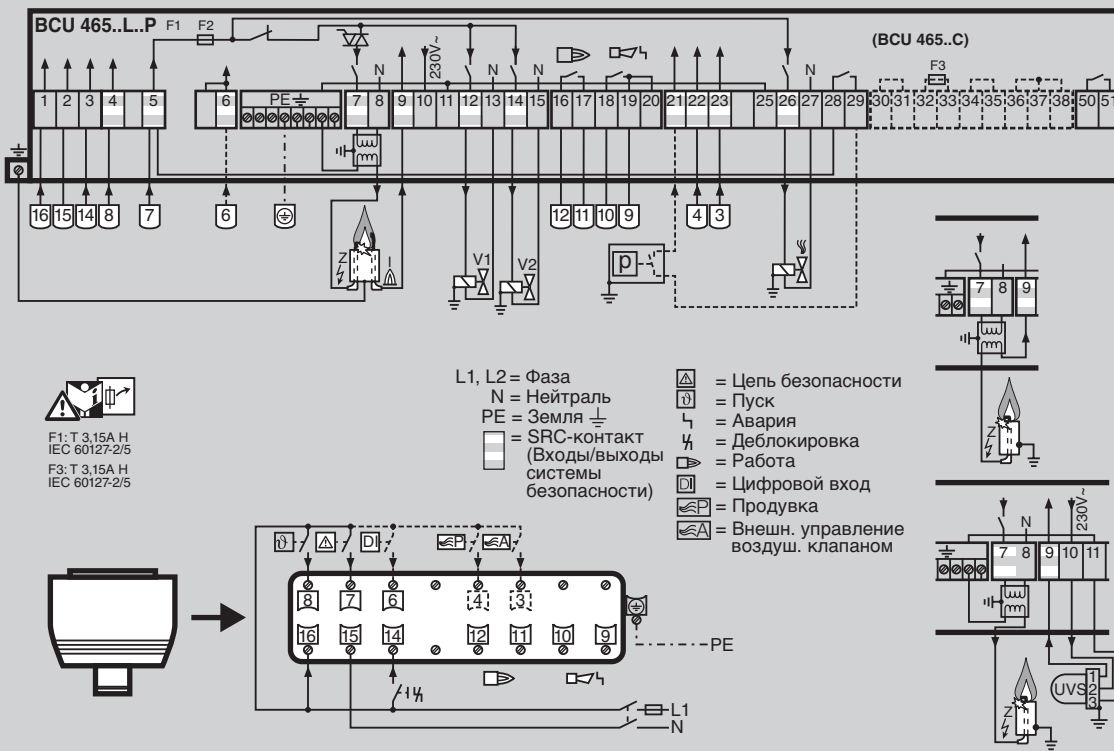 BCU 465..L..P F1 F2
(BCU 465..C)
F3
N 230V~ N N N
PE
1 2 3 4 5 6 7 8 9 10 11 12 13 14 15 16 17 18 19 20 21 22 23 25 26 27 28 29 30 31 32 33 34 35 36 37 38 50 51
16 15 14 8 7 6 12 11 10 9 4 3
Z I V1 V2 p
7 8 9
Z
F1: T 3,15A H
IEC 60127-2/5
F3: T 3,15A H
IEC 60127-2/5
L1, L2 = Фаза
N = Нейтраль
PE = Земля
= SRC-контакт
(Входы/выходы
системы
безопасности)
= Цепь безопасности
ϑ = Пуск
= Авария
= Деблокировка
= Работа
DI = Цифровой вход
P = Продувка
A = Внешн. управление
воздуш. клапаном
N 230V~
7 8 9 10 11
UVS 1 2 3
Z
ϑ DI P A
8 7 6 4 3
16 15 14 12 11 10 9
PE
L1
N